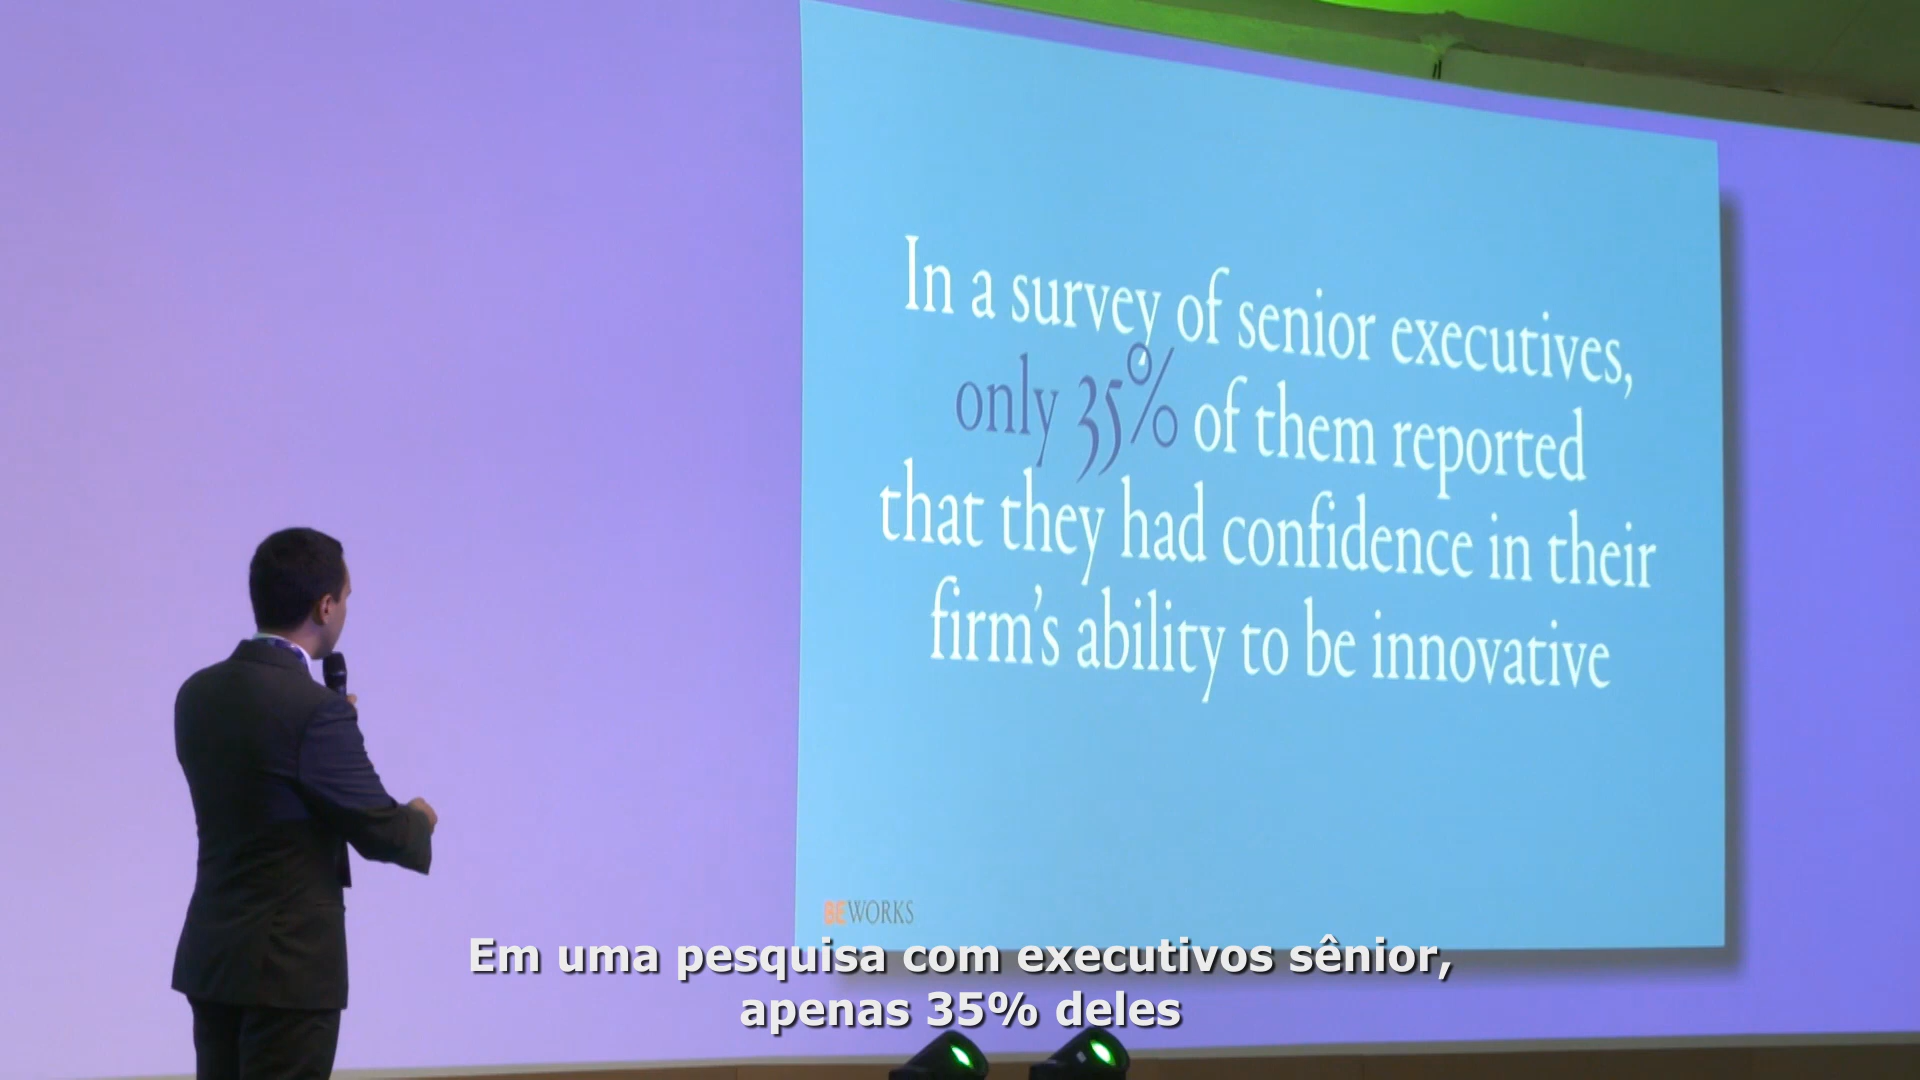 In a survey of senior executives,
only 35% of them reported
that they had confidence in their
firm's ability to be innovative
BEWORKS
Em uma pesquisa com executivos sênior,
apenas 35% deles